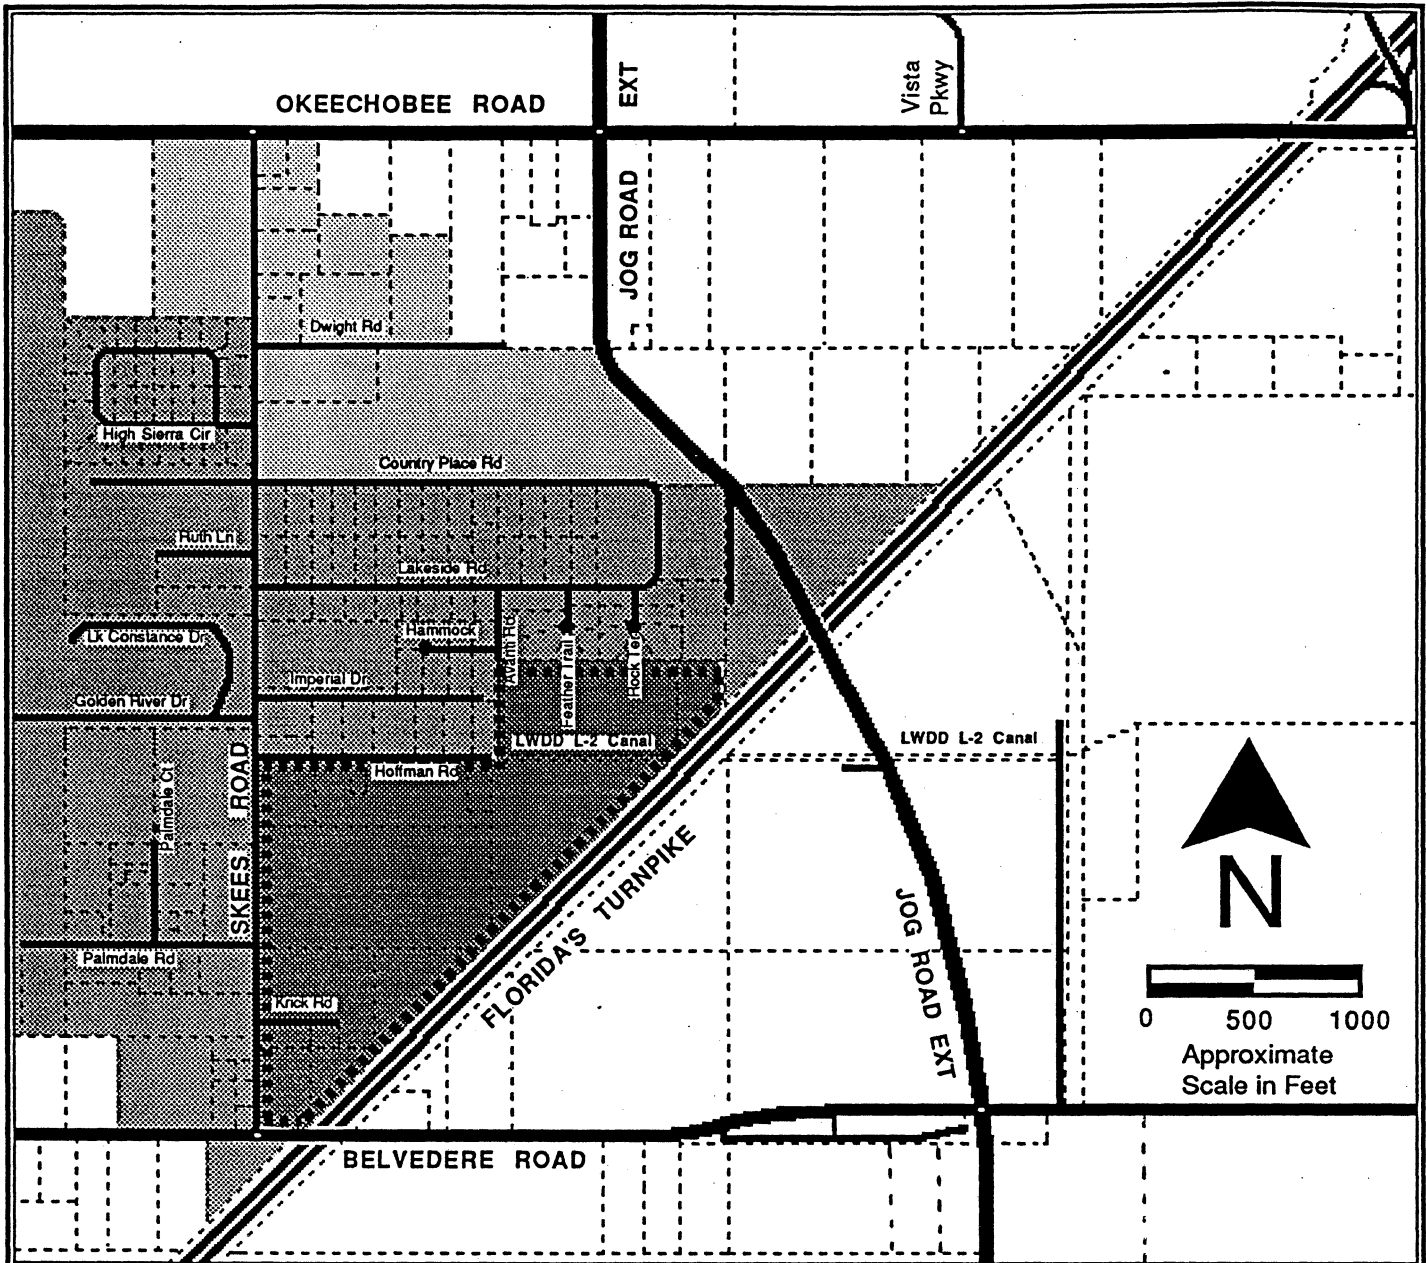 OKEECHOBEE ROAD
EXT
Vista
Pkwy
JOG ROAD
Dwight Rd
High Sierra Cir
Country Place Rd
Ruth Ln
Lakeside Rd
Lk Constance Dr
Hammock
Avanti Rd
Feather Trail
Rock Ter
Imperial Dr
Golden River Dr
LWDD L-2 Canal
LWDD L-2 Canal
Hoffman Rd
SKEES ROAD
Palmdale Ct
FLORIDA'S TURNPIKE
JOG ROAD EXT
N
Palmdale Rd
Krick Rd
0 500 1000
Approximate
Scale in Feet
BELVEDERE ROAD